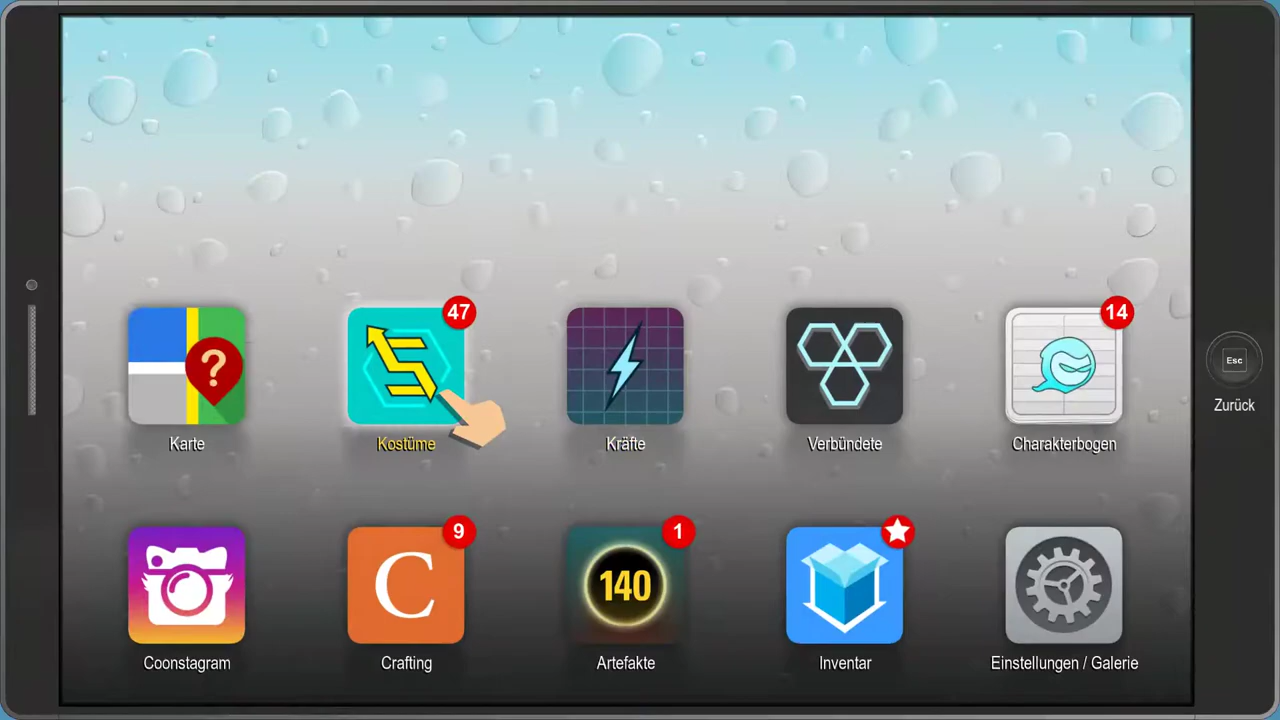 47
14
?
Karte
Kostüme
Kräfte
Verbündete
Charakterbogen
Esc
Zurück
9
1
C
140
Coonstagram
Crafting
Artefakte
Inventar
Einstellungen / Galerie